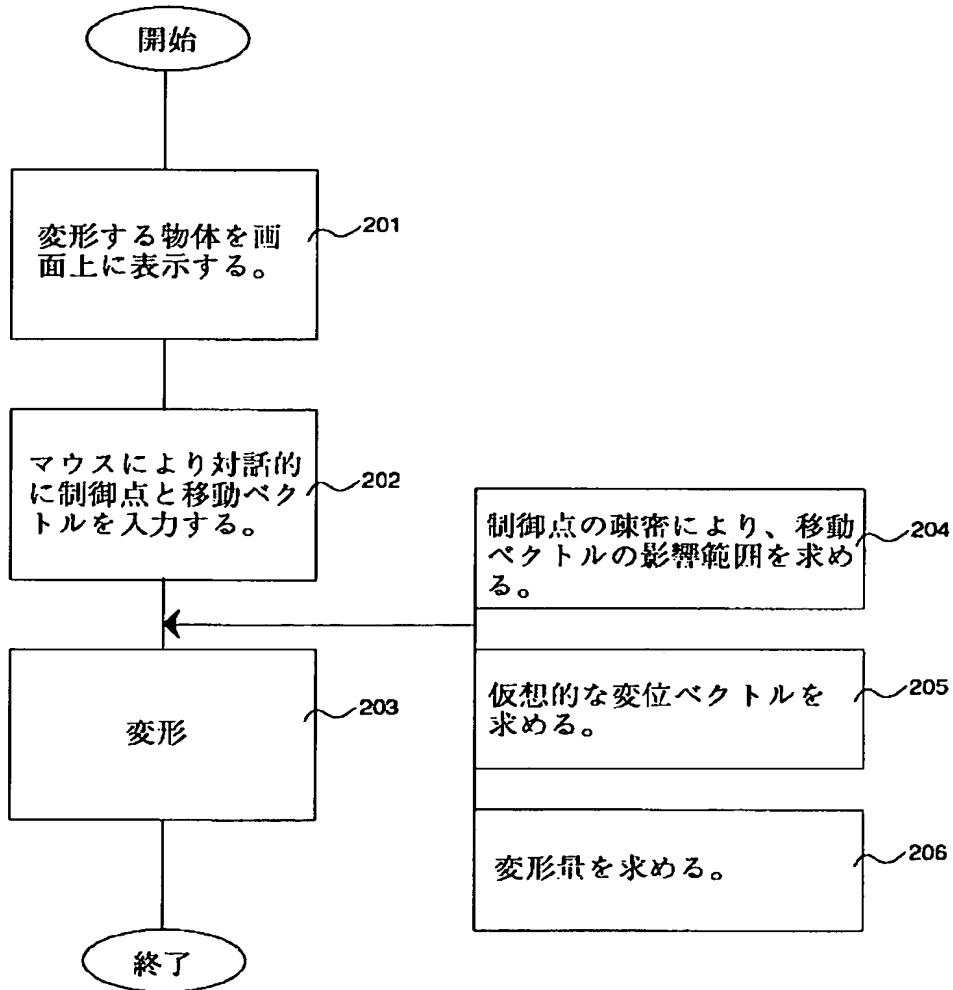 開始
変形する物体を画
面上に表示する。
201
マウスにより対話的
に制御点と移動ベク
トルを入力する。
202
変形
203
終了
制御点の疎密により、移動
ベクトルの影響範囲を求め
る。
204
仮想的な変位ベクトルを
求める。
205
変形量を求める。
206